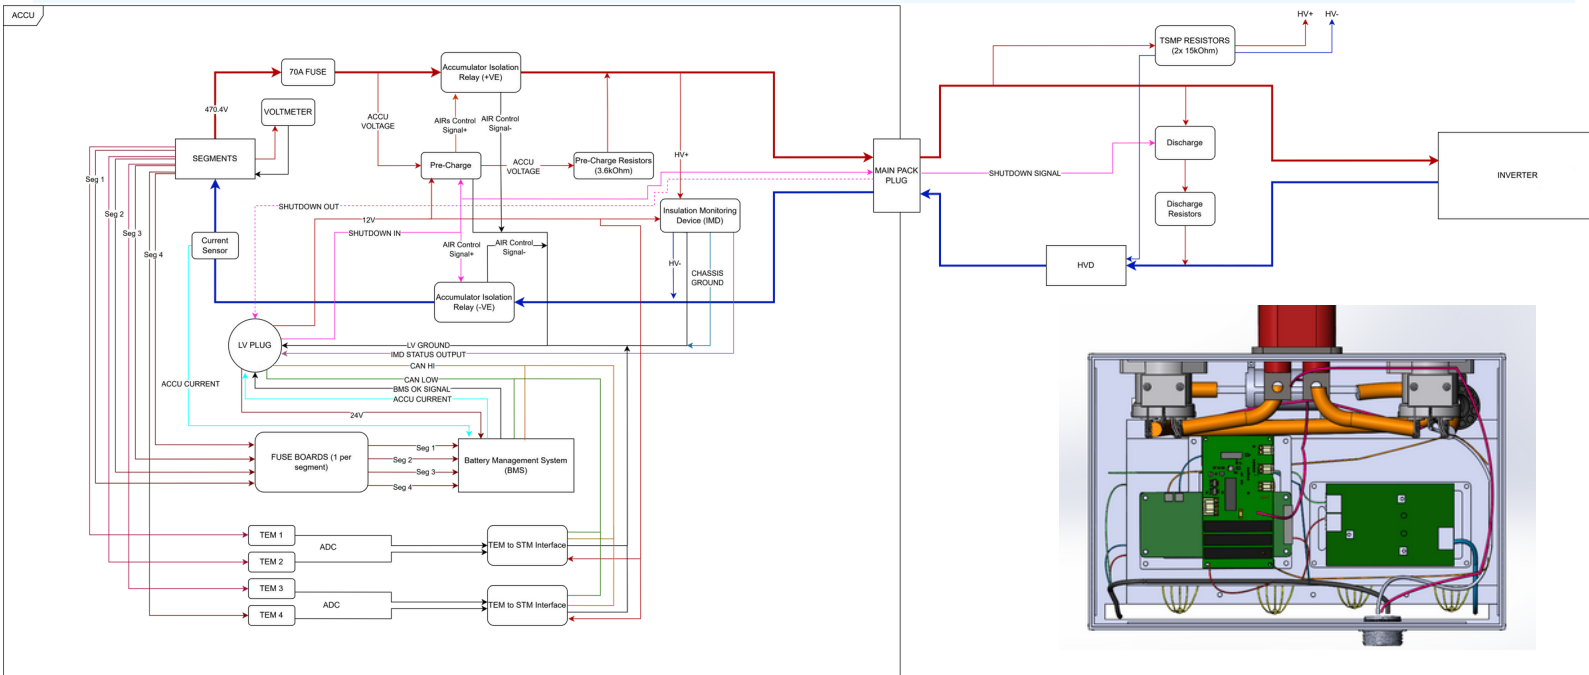 ACCU
HV+
HV-
TSMP RESISTORS
(2x 15kOhm)
70A FUSE
Accumulator Isolation
Relay (+VE)
470.4V
VOLTMETER
ACCU
VOLTAGE
AIRs Control
Signal+
AIR Control
Signal-
SEGMENTS
Pre-Charge
ACCU
VOLTAGE
Pre-Charge Resistors
(3.6kOhm)
HV+
MAIN PACK
PLUG
SHUTDOWN SIGNAL
Discharge
INVERTER
Seg 1
Seg 2
Seg 3
Seg 4
SHUTDOWN OUT
12V
SHUTDOWN IN
Insulation Monitoring
Device (IMD)
Discharge
Resistors
Current
Sensor
AIR Control
Signal+
AIR Control
Signal-
HV-
CHASSIS
GROUND
HVD
Accumulator Isolation
Relay (-VE)
LV PLUG
LV GROUND
IMD STATUS OUTPUT
CAN HI
CAN LOW
BMS OK SIGNAL
ACCU CURRENT
ACCU CURRENT
24V
FUSE BOARDS (1 per
segment)
Seg 1
Seg 2
Seg 3
Seg 4
Battery Management System
(BMS)
TEM 1
ADC
TEM 2
TEM to STM Interface
TEM 3
ADC
TEM 4
TEM to STM Interface